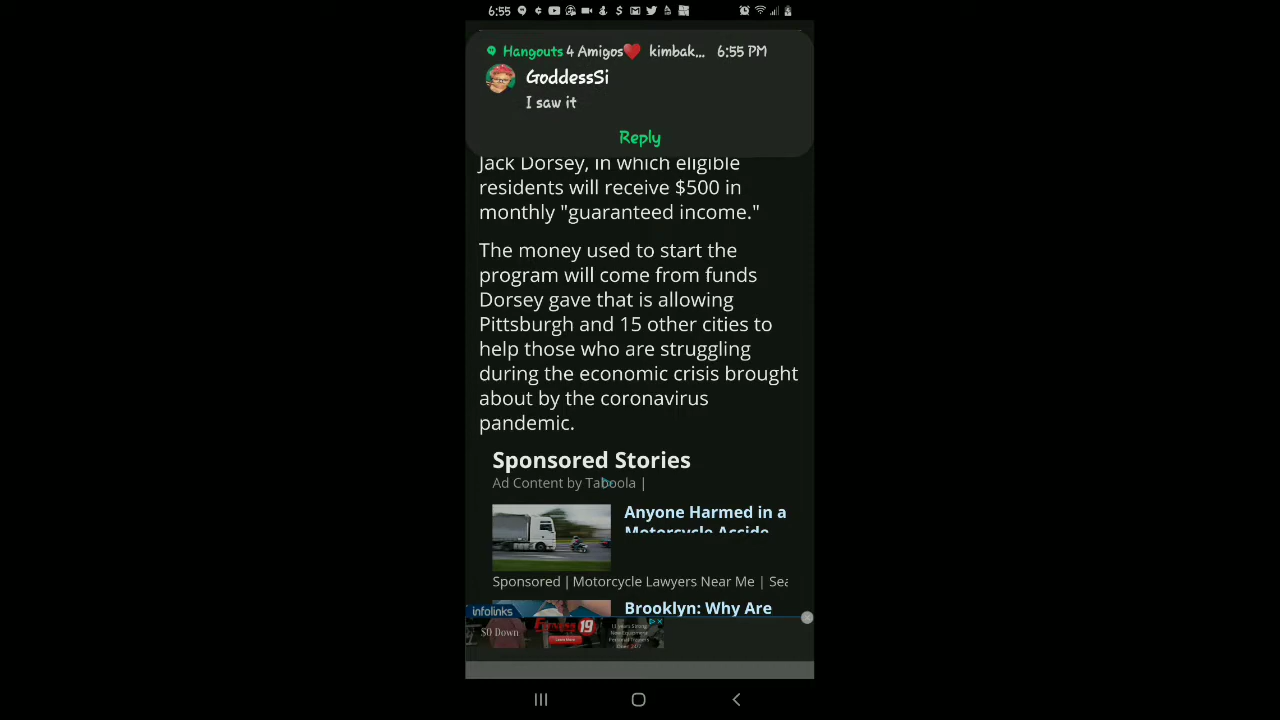 6:55
Hangouts 4 Amigos❤ kimbak... 6:55 PM
GoddessSi
I saw it
Reply
Jack Dorsey, in which eligible
residents will receive $500 in
monthly "guaranteed income."
The money used to start the
program will come from funds
Dorsey gave that is allowing
Pittsburgh and 15 other cities to
help those who are struggling
during the economic crisis brought
about by the coronavirus
pandemic.
Sponsored Stories
Ad Content by Taboola |
Anyone Harmed in a
Motorcycle Accide
Sponsored | Motorcycle Lawyers Near Me | Sea
Brooklyn: Why Are
infolinks
$0 Down
19